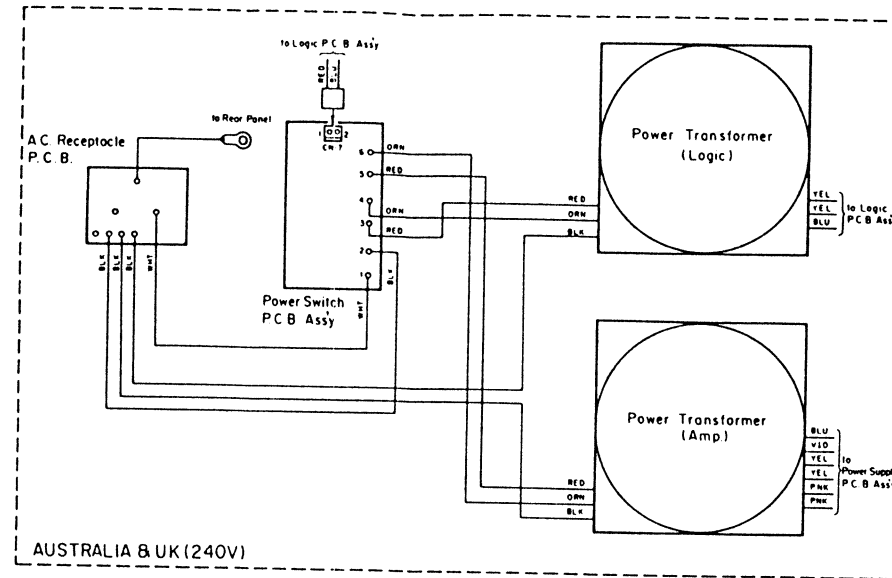 to Logic P.C.B Ass'y
RED
BLU
to Rear Panel
A.C. Receptocle
P.C.B.
1
2
CN 7
6
ORN
5
RED
4
ORN
3
RED
2
BLK
1
WHT
Power Switch
P.C.B Ass'y
BLK
BLK
BLK
WHT
Power Transformer
(Logic)
RED
ORN
BLK
YEL
YEL
BLU
to Logic
P.C.B Ass'
Power Transformer
(Amp.)
RED
ORN
BLK
BLU
VIO
YEL
YEL
PNK
PNK
to
Power Suppl
P.C.B Ass'
AUSTRALIA & UK (240V)